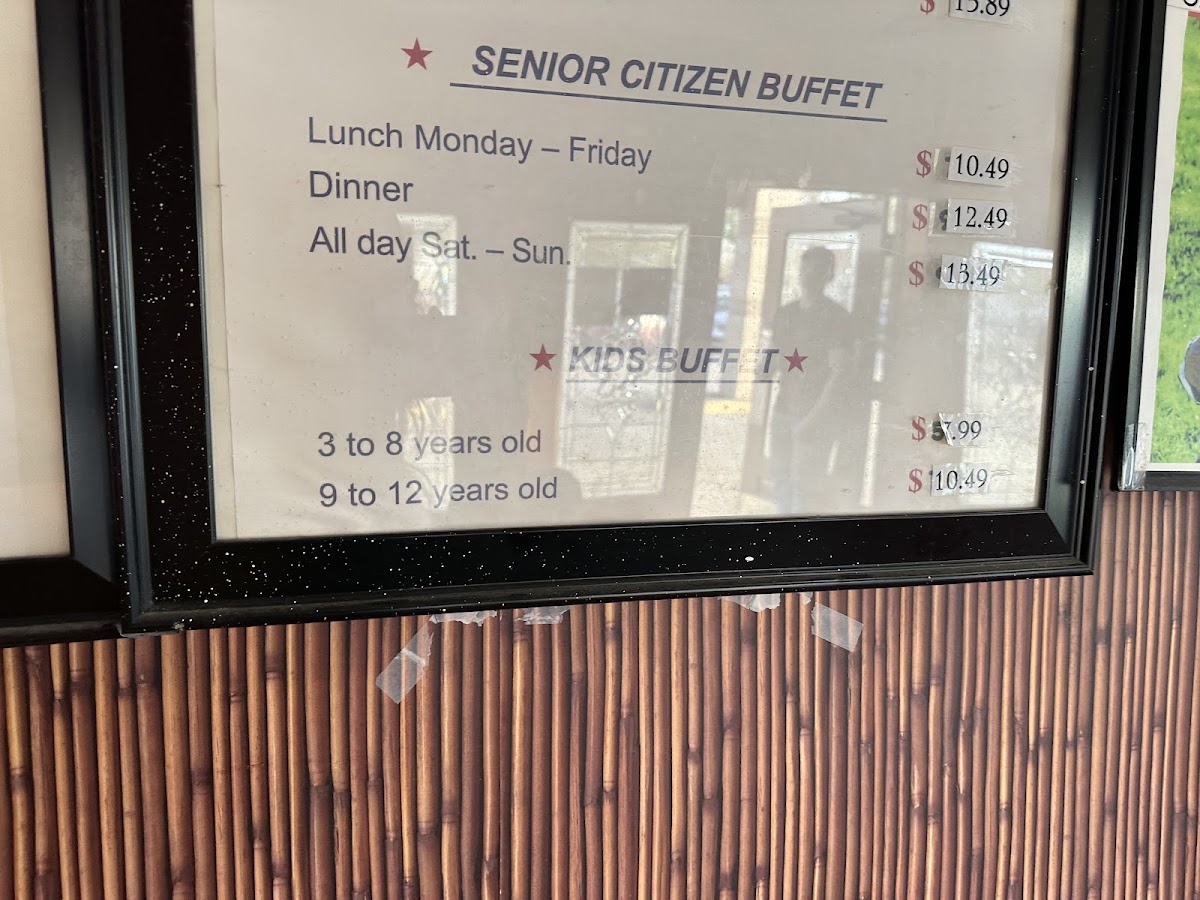 $ 15.89
★ SENIOR CITIZEN BUFFET
Lunch Monday – Friday $ 10.49
Dinner $ 12.49
All day Sat. – Sun. $ 13.49
★ KIDS BUFFET ★
3 to 8 years old $ 7.99
9 to 12 years old $ 10.49